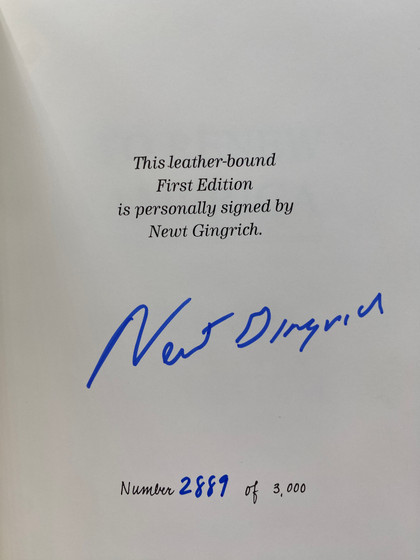 This leather-bound
First Edition
is personally signed by
Newt Gingrich.
Newt Gingrich
Number 2889 of 3,000